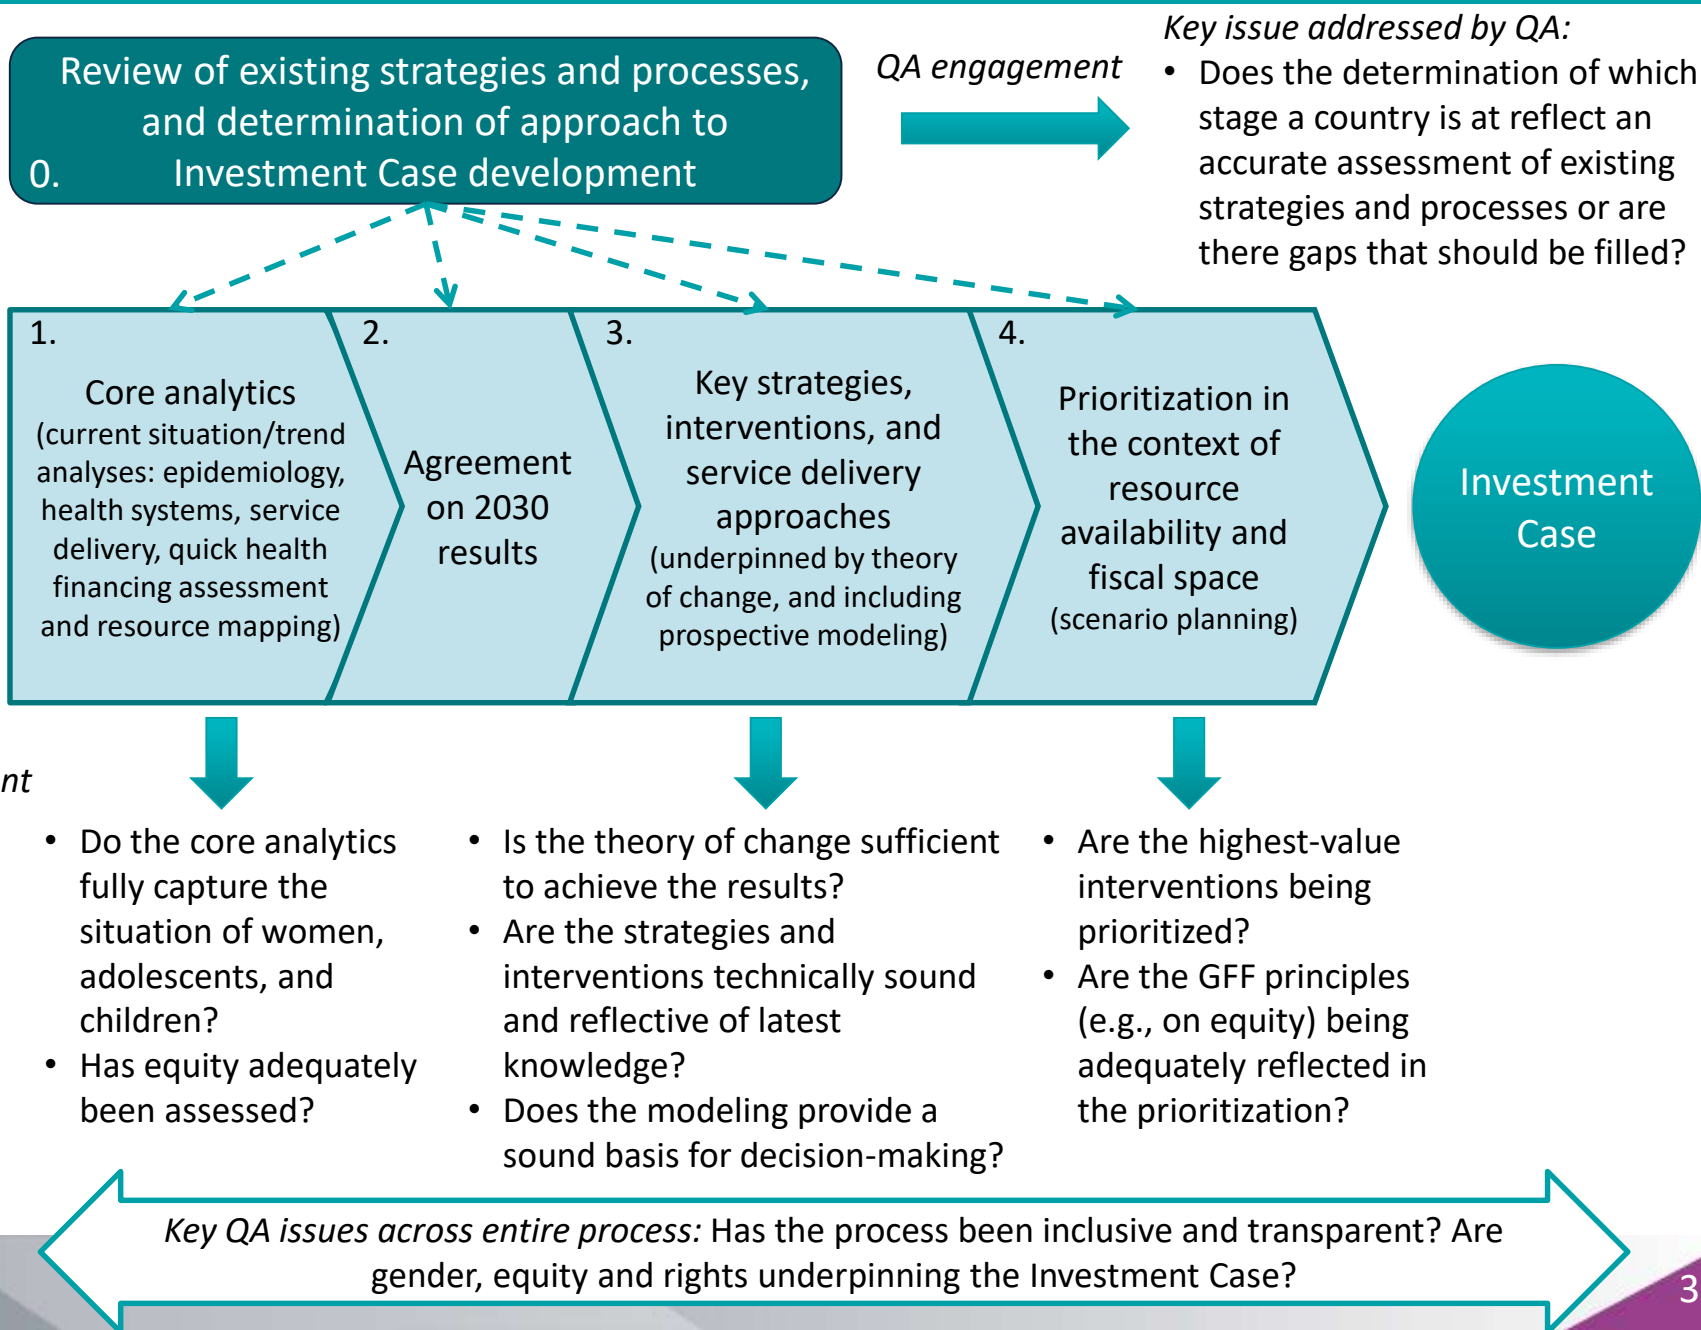 Review of existing strategies and processes,
and determination of approach to
0. Investment Case development
QA engagement
Key issue addressed by QA:
• Does the determination of which
stage a country is at reflect an
accurate assessment of existing
strategies and processes or are
there gaps that should be filled?
1.
Core analytics
(current situation/trend
analyses: epidemiology,
health systems, service
delivery, quick health
financing assessment
and resource mapping)
2.
Agreement
on 2030
results
3.
Key strategies,
interventions, and
service delivery
approaches
(underpinned by theory
of change, and including
prospective modeling)
4.
Prioritization in
the context of
resource
availability and
fiscal space
(scenario planning)
Investment
Case
nt
• Do the core analytics
fully capture the
situation of women,
adolescents, and
children?
• Has equity adequately
been assessed?
• Is the theory of change sufficient
to achieve the results?
• Are the strategies and
interventions technically sound
and reflective of latest
knowledge?
• Does the modeling provide a
sound basis for decision-making?
• Are the highest-value
interventions being
prioritized?
• Are the GFF principles
(e.g., on equity) being
adequately reflected in
the prioritization?
Key QA issues across entire process: Has the process been inclusive and transparent? Are
gender, equity and rights underpinning the Investment Case?
3